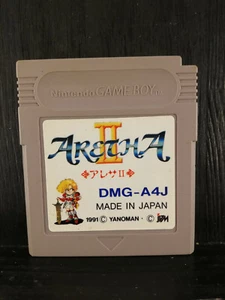 Nintendo GAME BOY
ARETHA
II
アレサII
DMG-A4J
MADE IN JAPAN
1991 © YANOMAN · ©